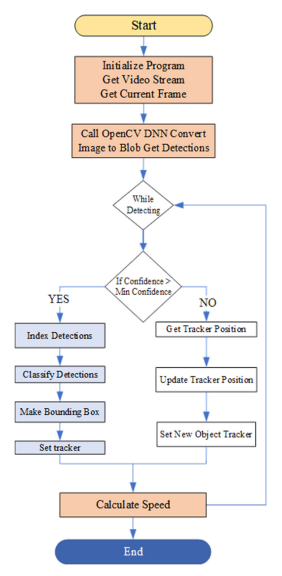 Start
Initialize Program
Get Video Stream
Get Current Frame
Call OpenCV DNN Convert
Image to Blob Get Detections
While
Detecting
If Confidence >
Min Confidence
YES
NO
Index Detections
Classify Detections
Make Bounding Box
Set tracker
Get Tracker Position
Update Tracker Position
Set New Object Tracker
Calculate Speed
End